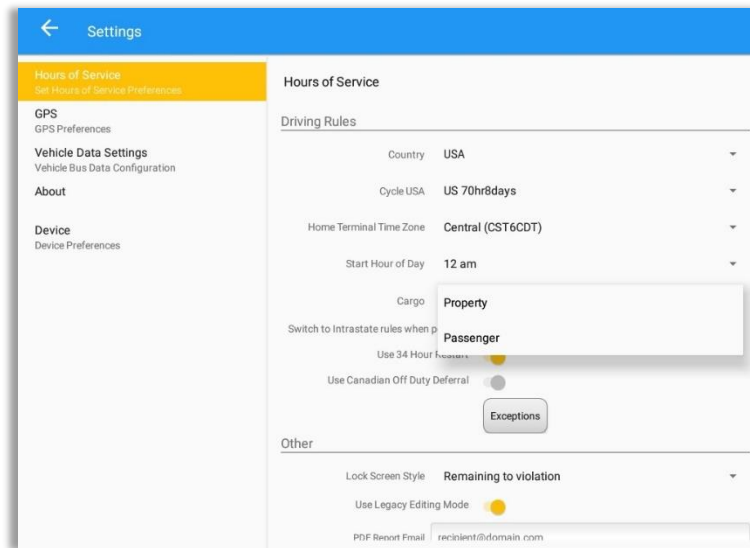 Settings
Hours of Service
Set Hours of Service Preferences
GPS
GPS Preferences
Vehicle Data Settings
Vehicle Bus Data Configuration
About
Device
Device Preferences
Hours of Service
Driving Rules
Country USA
Cycle USA US 70hr8days
Home Terminal Time Zone Central (CST6CDT)
Start Hour of Day 12 am
Cargo Property
Passenger
Switch to Intrastate rules when
Use 34 Hour Restart
Use Canadian Off Duty Deferral
Exceptions
Other
Lock Screen Style Remaining to violation
Use Legacy Editing Mode
PDF Report Email recipient@domain.com